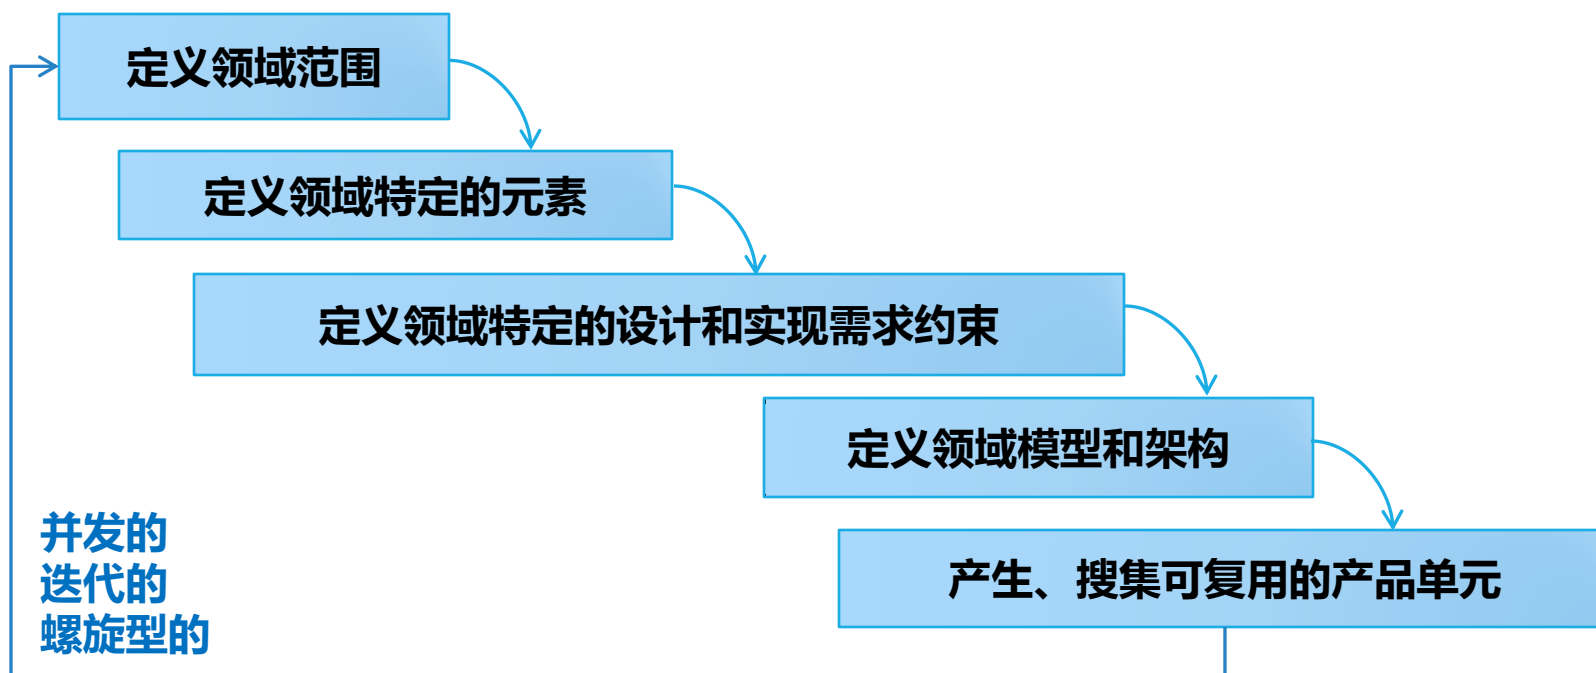 定义领域范围
定义领域特定的元素
定义领域特定的设计和实现需求约束
定义领域模型和架构
产生、搜集可复用的产品单元
并发的
迭代的
螺旋型的